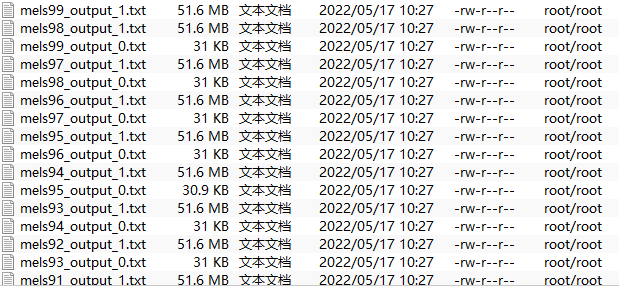 mels99_output_1.txt 51.6 MB 文本文档 2022/05/17 10:27 -rw-r--r-- root/root
mels98_output_1.txt 51.6 MB 文本文档 2022/05/17 10:27 -rw-r--r-- root/root
mels99_output_0.txt 31 KB 文本文档 2022/05/17 10:27 -rw-r--r-- root/root
mels97_output_1.txt 51.6 MB 文本文档 2022/05/17 10:27 -rw-r--r-- root/root
mels98_output_0.txt 31 KB 文本文档 2022/05/17 10:27 -rw-r--r-- root/root
mels96_output_1.txt 51.6 MB 文本文档 2022/05/17 10:27 -rw-r--r-- root/root
mels97_output_0.txt 31 KB 文本文档 2022/05/17 10:27 -rw-r--r-- root/root
mels95_output_1.txt 51.6 MB 文本文档 2022/05/17 10:27 -rw-r--r-- root/root
mels96_output_0.txt 31 KB 文本文档 2022/05/17 10:27 -rw-r--r-- root/root
mels94_output_1.txt 51.6 MB 文本文档 2022/05/17 10:27 -rw-r--r-- root/root
mels95_output_0.txt 30.9 KB 文本文档 2022/05/17 10:27 -rw-r--r-- root/root
mels93_output_1.txt 51.6 MB 文本文档 2022/05/17 10:27 -rw-r--r-- root/root
mels94_output_0.txt 31 KB 文本文档 2022/05/17 10:27 -rw-r--r-- root/root
mels92_output_1.txt 51.6 MB 文本文档 2022/05/17 10:27 -rw-r--r-- root/root
mels93_output_0.txt 31 KB 文本文档 2022/05/17 10:27 -rw-r--r-- root/root
mels91_output_1.txt 51.6 MB 文本文档 2022/05/17 10:27 -rw-r--r-- root/root